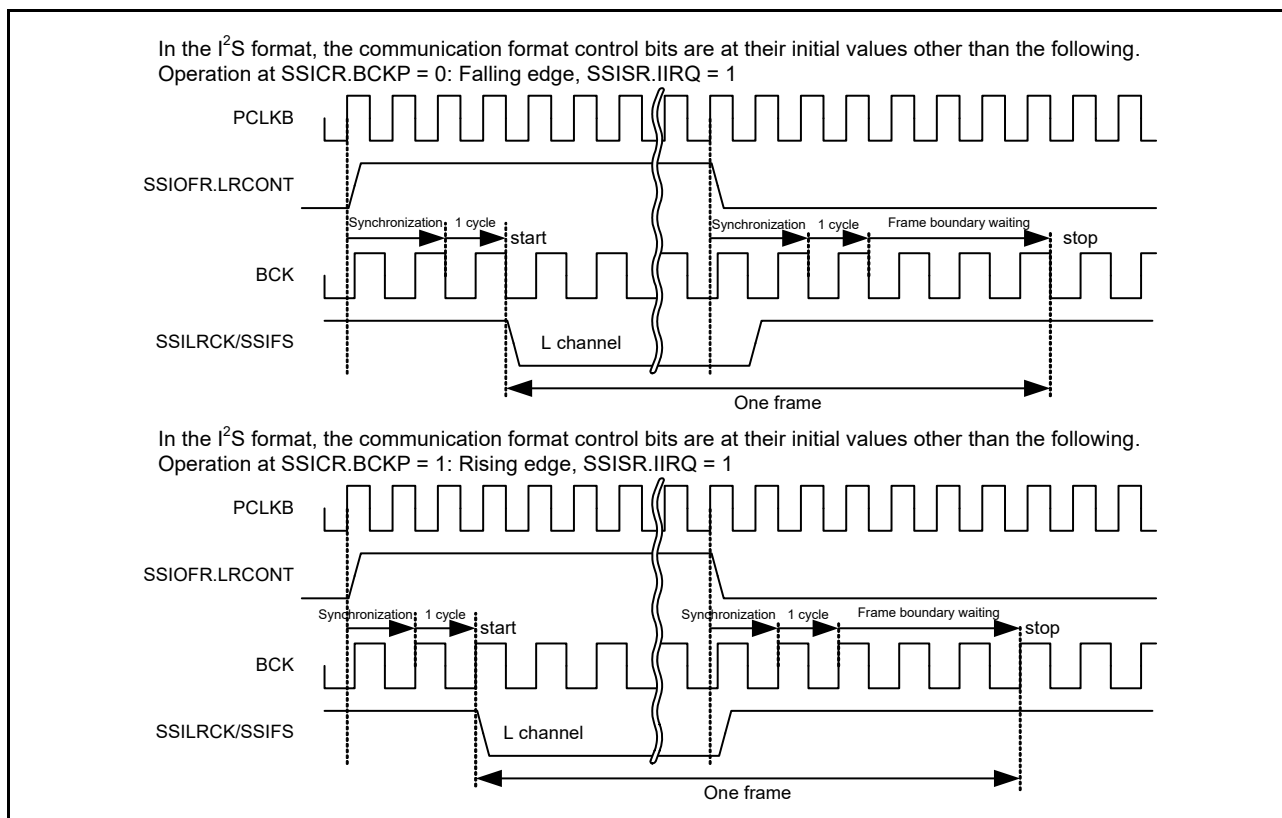 In the I²S format, the communication format control bits are at their initial values other than the following.
Operation at SSICR.BCKP = 0: Falling edge, SSISR.IIRQ = 1
PCLKB
SSIOFR.LRCONT
Synchronization 1 cycle start Synchronization 1 cycle Frame boundary waiting stop
BCK
SSILRCK/SSIFS L channel
One frame
In the I²S format, the communication format control bits are at their initial values other than the following.
Operation at SSICR.BCKP = 1: Rising edge, SSISR.IIRQ = 1
PCLKB
SSIOFR.LRCONT
Synchronization 1 cycle start Synchronization 1 cycle Frame boundary waiting stop
BCK
SSILRCK/SSIFS L channel
One frame